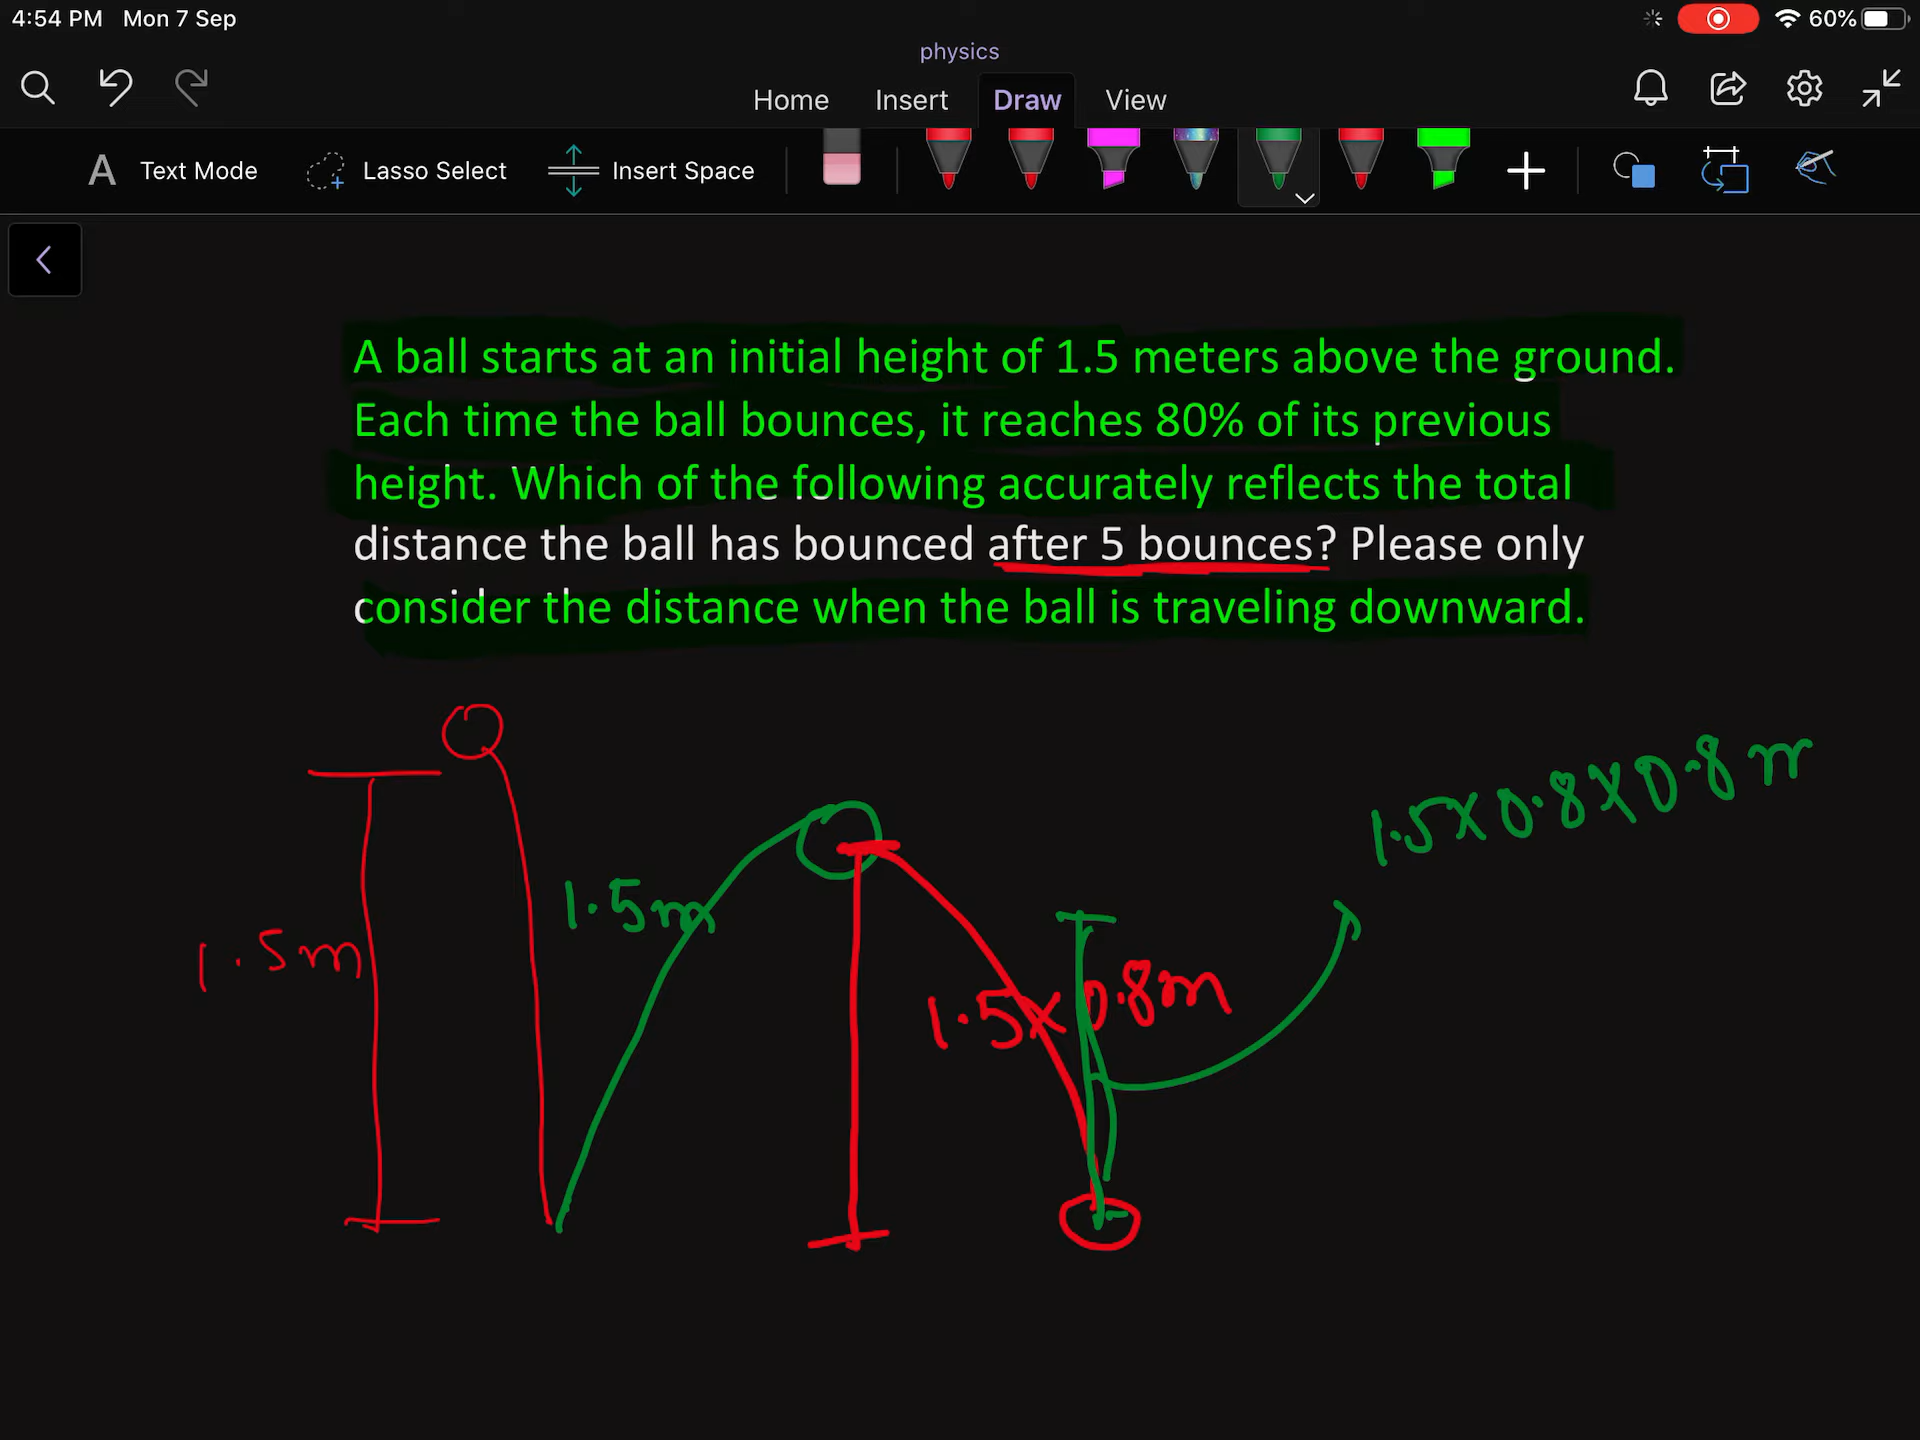 4:54 PM Mon 7 Sep
60%
physics
Home Insert Draw View
A Text Mode Lasso Select Insert Space
A ball starts at an initial height of 1.5 meters above the ground.
Each time the ball bounces, it reaches 80% of its previous
height. Which of the following accurately reflects the total
distance the ball has bounced after 5 bounces? Please only
consider the distance when the ball is traveling downward.
1.5×0.8×0.8 m
1.5m
1.5m
1.5×0.8m